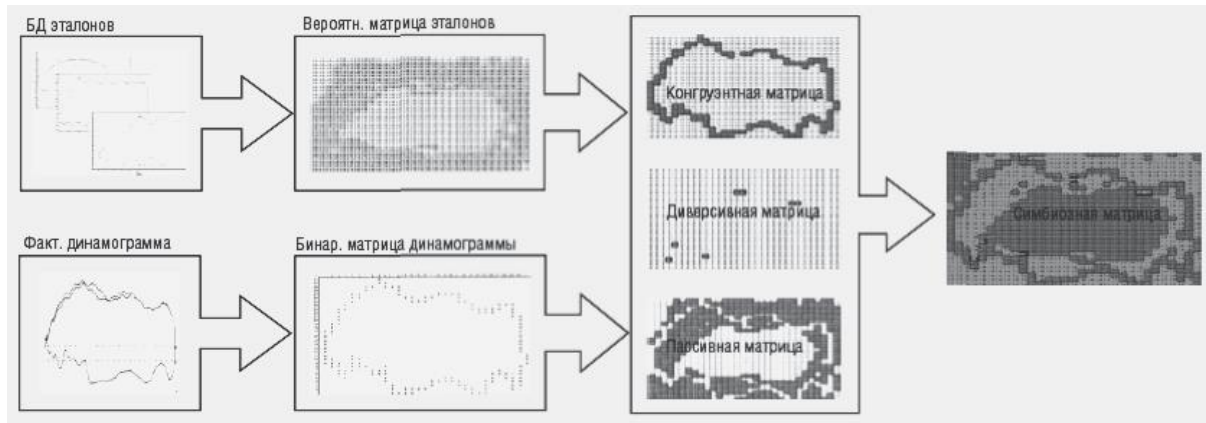 БД эталонов
Вероятн. матрица эталонов
Конгруэнтная матрица
Диверсивная матрица
Симбиозная матрица
Факт. динамограмма
Бинар. матрица динамограммы
Пассивная матрица